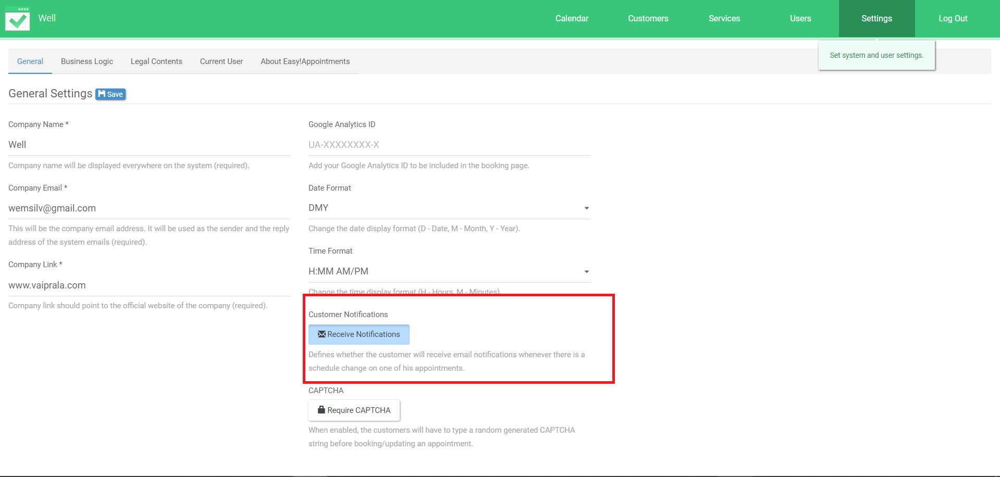 Well
Calendar
Customers
Services
Users
Settings
Log Out
Set system and user settings.
General
Business Logic
Legal Contents
Current User
About Easy!Appointments
General Settings
Save
Company Name *
Well
Company name will be displayed everywhere on the system (required).
Company Email *
wemsilv@gmail.com
This will be the company email address. It will be used as the sender and the reply
address of the system emails (required).
Company Link *
www.vaiprala.com
Company link should point to the official website of the company (required).
Google Analytics ID
UA-XXXXXXXX-X
Add your Google Analytics ID to be included in the booking page.
Date Format
DMY
Change the date display format (D - Date, M - Month, Y - Year).
Time Format
H:MM AM/PM
Change the time display format (H - Hours, M - Minutes)
Customer Notifications
Receive Notifications
Defines whether the customer will receive email notifications whenever there is a
schedule change on one of his appointments.
CAPTCHA
Require CAPTCHA
When enabled, the customers will have to type a random generated CAPTCHA
string before booking/updating an appointment.